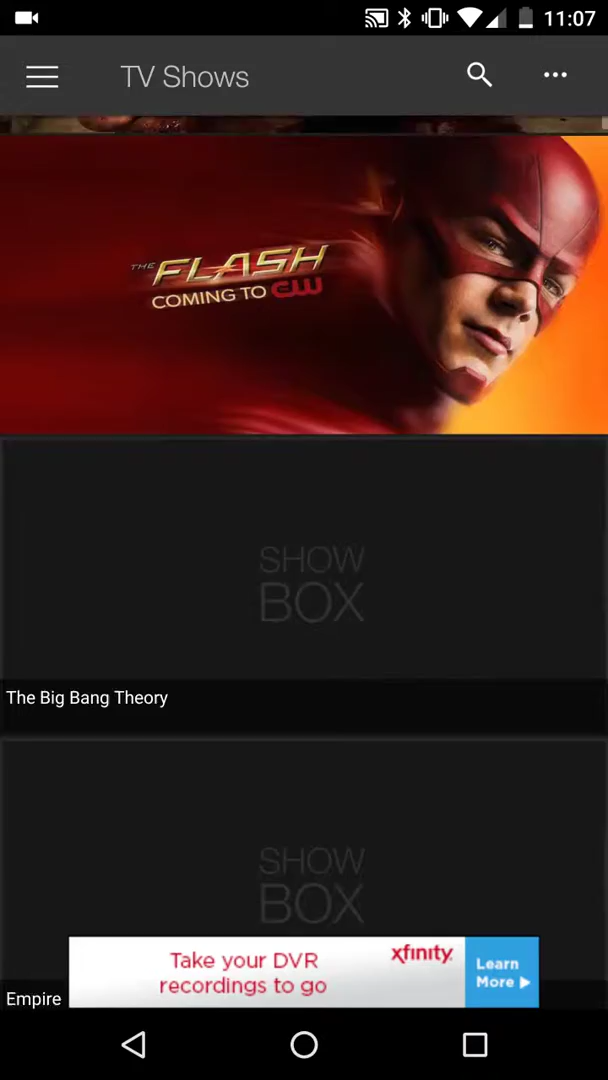 11:07
TV Shows
THE FLASH
COMING TO CW
SHOW
BOX
The Big Bang Theory
SHOW
BOX
Take your DVR
recordings to go
xfinity
Learn
More
Empire